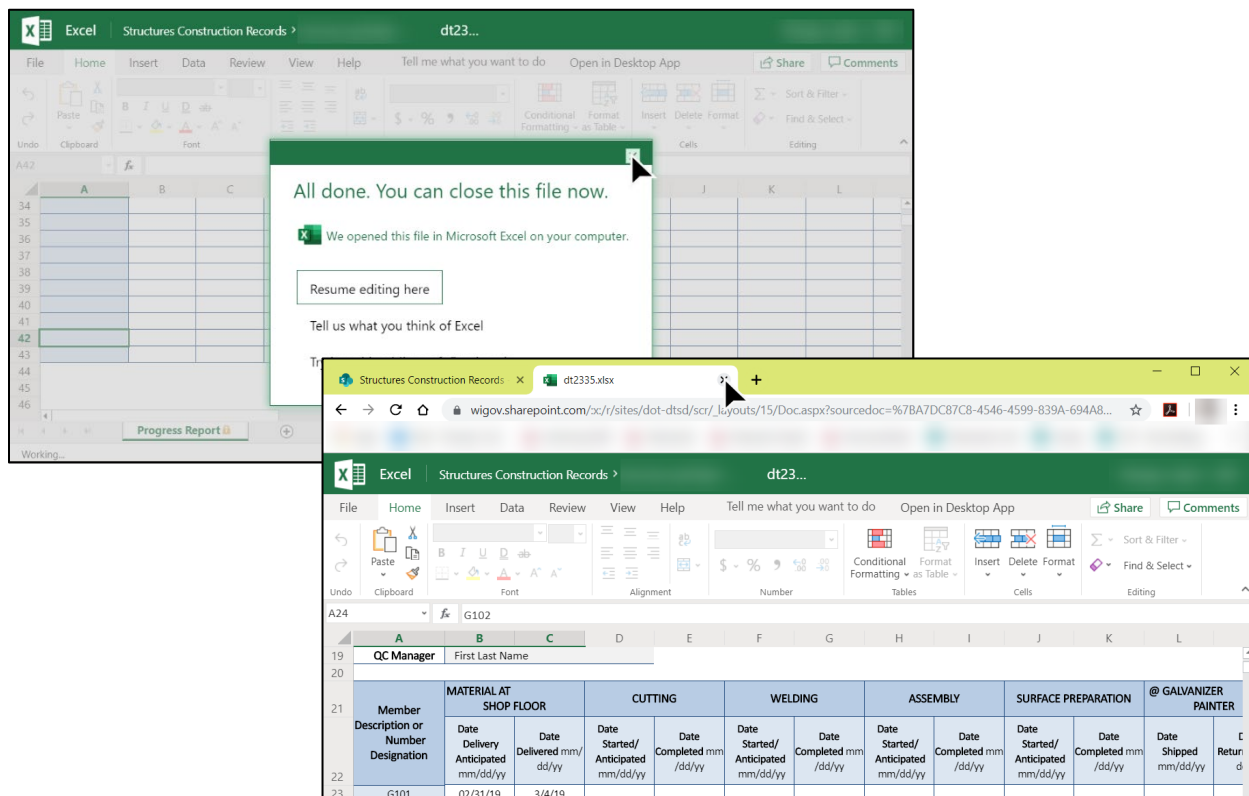 Excel Structures Construction Records > dt23...
File Home Insert Data Review View Help Tell me what you want to do Open in Desktop App Share Comments
Paste B I U D ab $ % Conditional Formatting as Table Format Insert Delete Format Σ Sort & Filter
Find & Select
Undo Clipboard Font Cells Editing
A42 fx
A B C J K L
34
35
36
37
38
39
40
41
42
43
44
45
46
All done. You can close this file now.
We opened this file in Microsoft Excel on your computer.
Resume editing here
Tell us what you think of Excel
Progress Report
Working...
Structures Construction Records dt2335.xlsx
wigov.sharepoint.com/:x:/r/sites/dot-dtsd/scr/_layouts/15/Doc.aspx?sourcedoc=%7BA7DC87C8-4546-4599-839A-694A8...
Excel Structures Construction Records > dt23...
File Home Insert Data Review View Help Tell me what you want to do Open in Desktop App Share Comments
Paste B I U D ab $ % Conditional Formatting Format as Table Insert Delete Format Σ Sort & Filter
Find & Select
Undo Clipboard Font Alignment Number Tables Cells Editing
A24 fx G102
A B C D E F G H I J K L
19 QC Manager First Last Name
20
21 Member Description or Number Designation MATERIAL AT SHOP FLOOR CUTTING WELDING ASSEMBLY SURFACE PREPARATION @ GALVANIZER PAINTER
22 Date Delivery Anticipated mm/dd/yy Date Delivered mm/dd/yy Date Started/ Anticipated mm/dd/yy Date Completed mm/dd/yy Date Started/ Anticipated mm/dd/yy Date Completed mm/dd/yy Date Started/ Anticipated mm/dd/yy Date Completed mm/dd/yy Date Started/ Anticipated mm/dd/yy Date Completed mm/dd/yy Date Shipped mm/dd/yy
23 G101 02/31/19 3/4/19